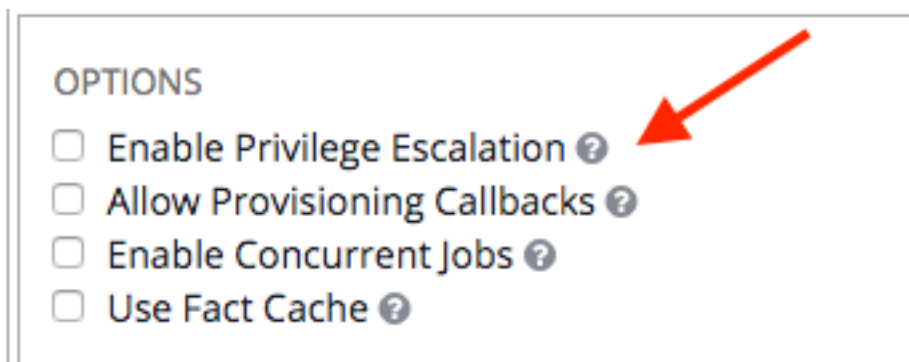 OPTIONS
Enable Privilege Escalation ?
Allow Provisioning Callbacks ?
Enable Concurrent Jobs ?
Use Fact Cache ?